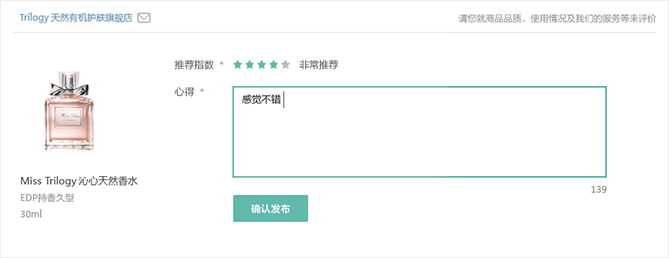 Trilogy 天然有机护肤旗舰店
请您就商品品质、使用情况及我们的服务等来评价
推荐指数 * 非常推荐
心得 *
感觉不错
139
Miss Trilogy 沁心天然香水
EDP持香久型
30ml
确认发布